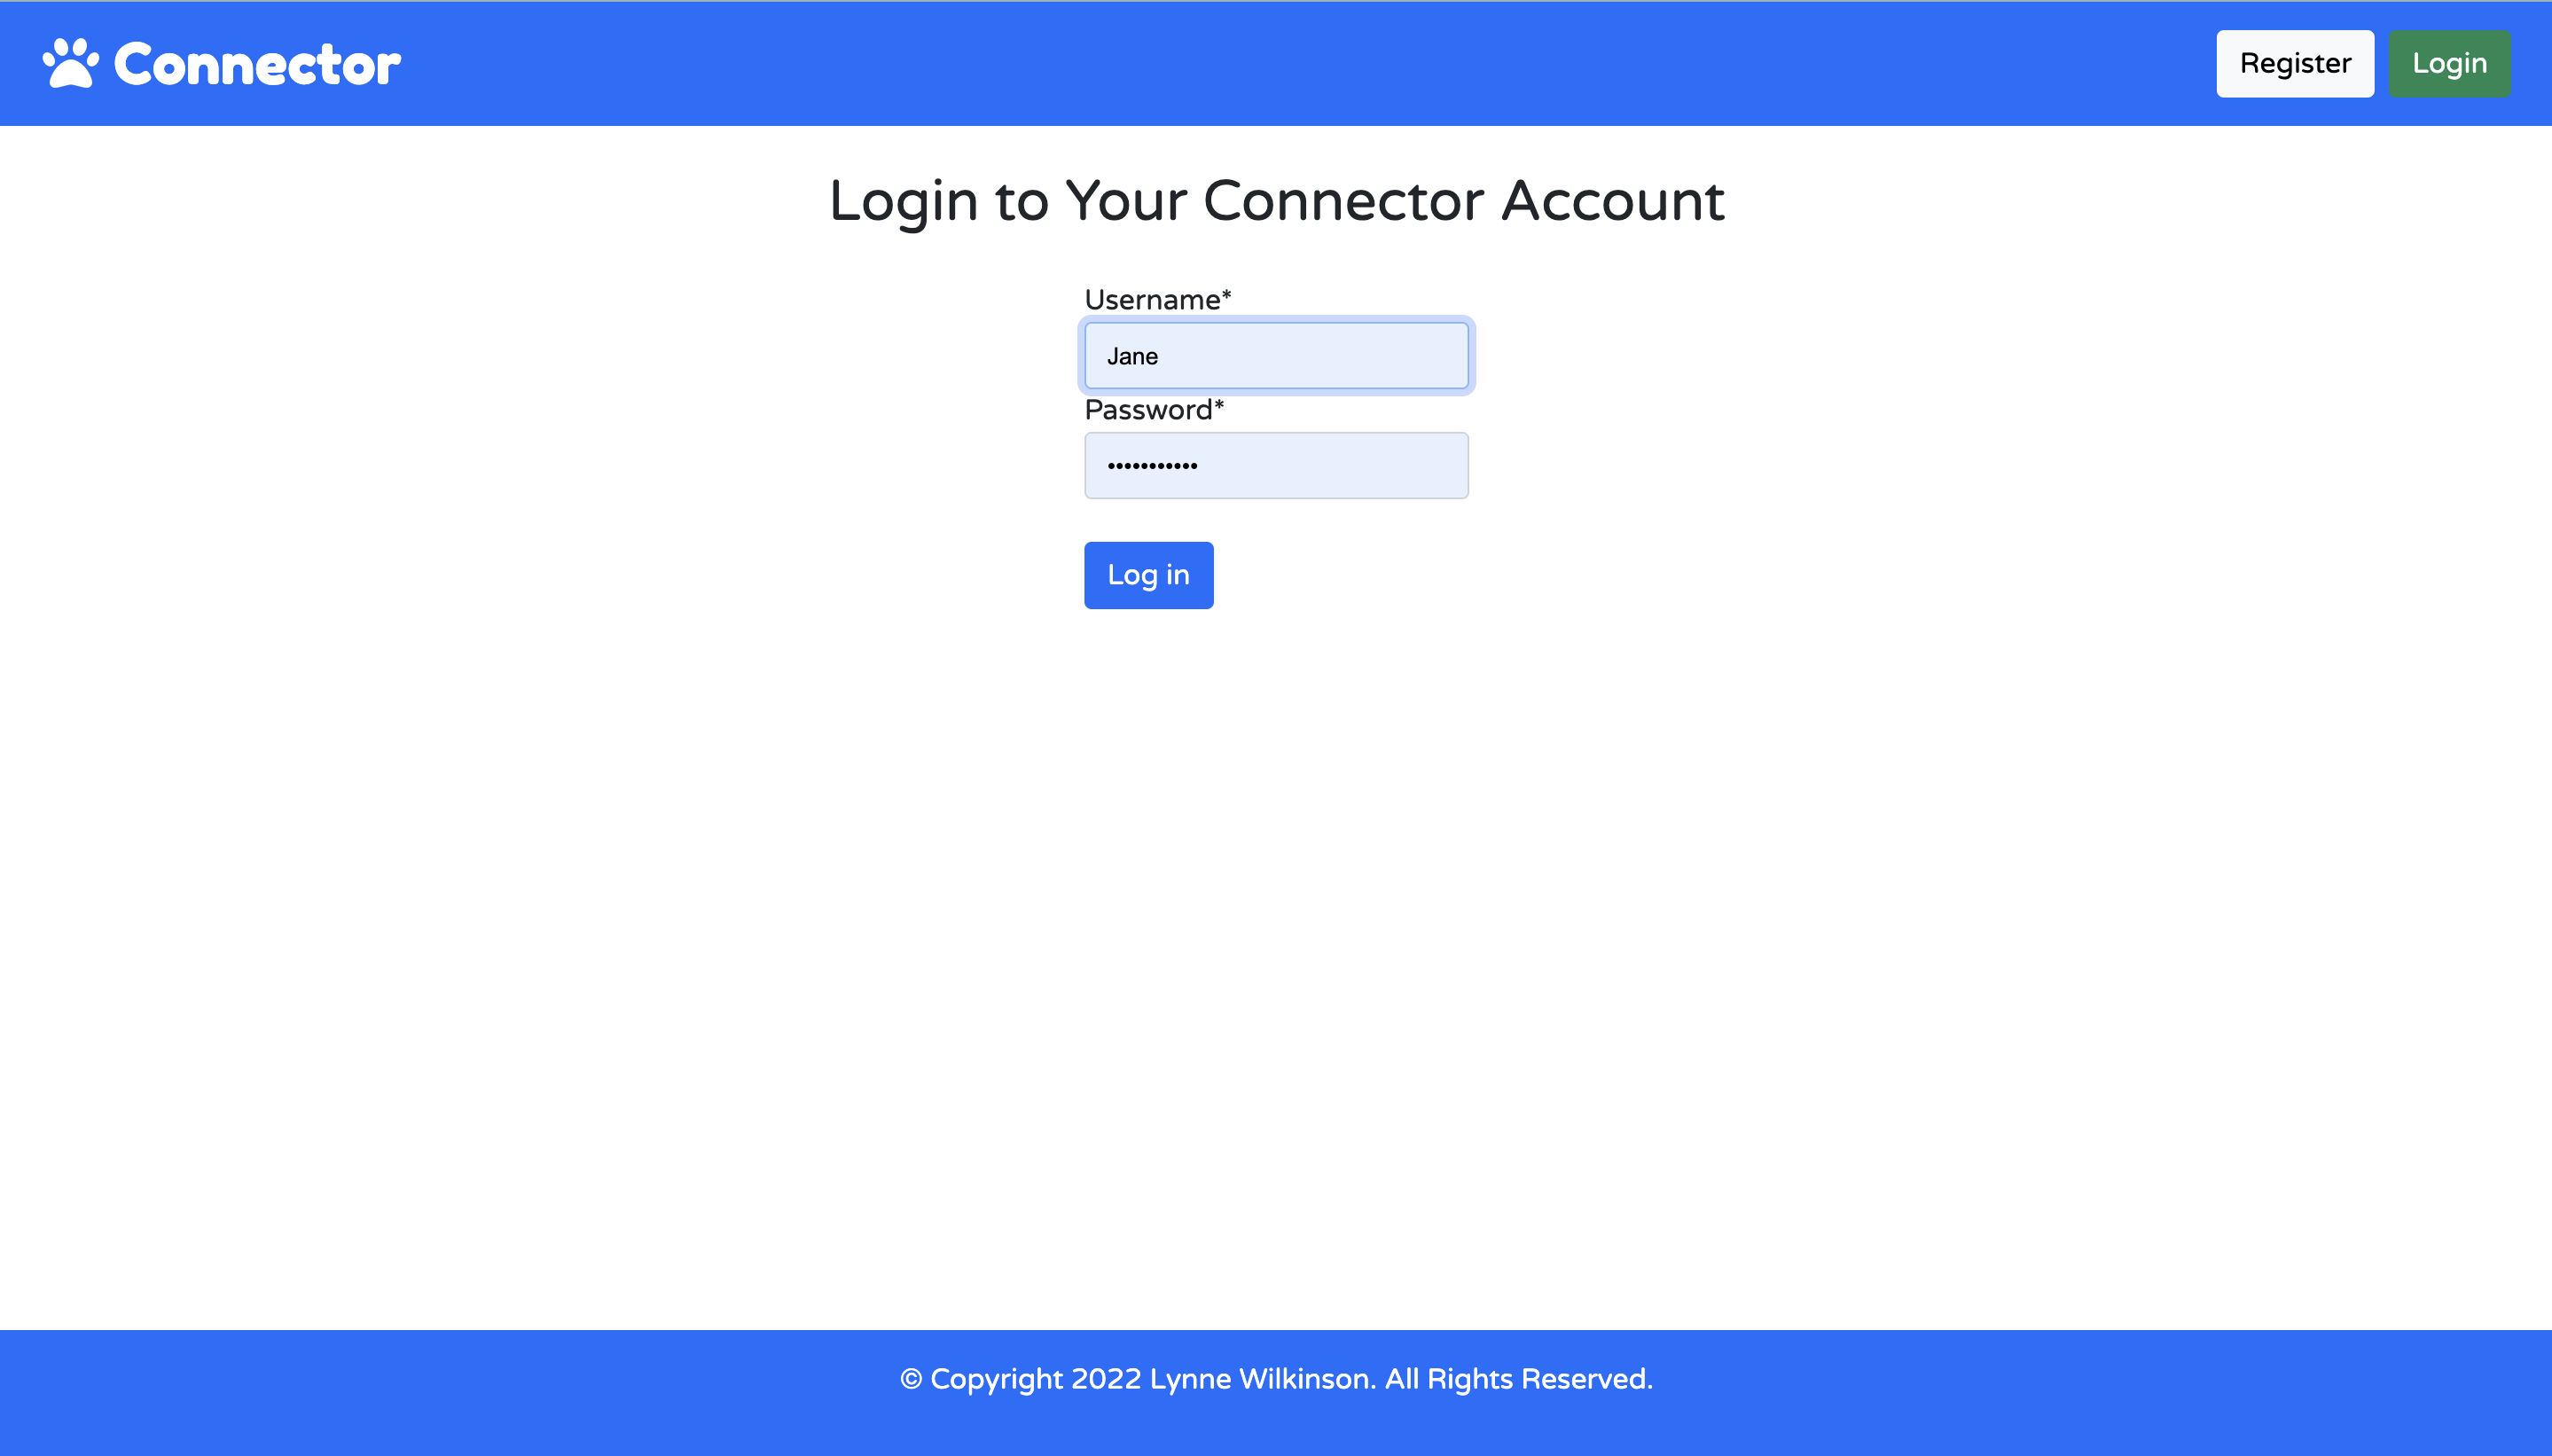 Connector
Register
Login
Login to Your Connector Account
Username*
Jane
Password*
•••••••••••
Log in
© Copyright 2022 Lynne Wilkinson. All Rights Reserved.